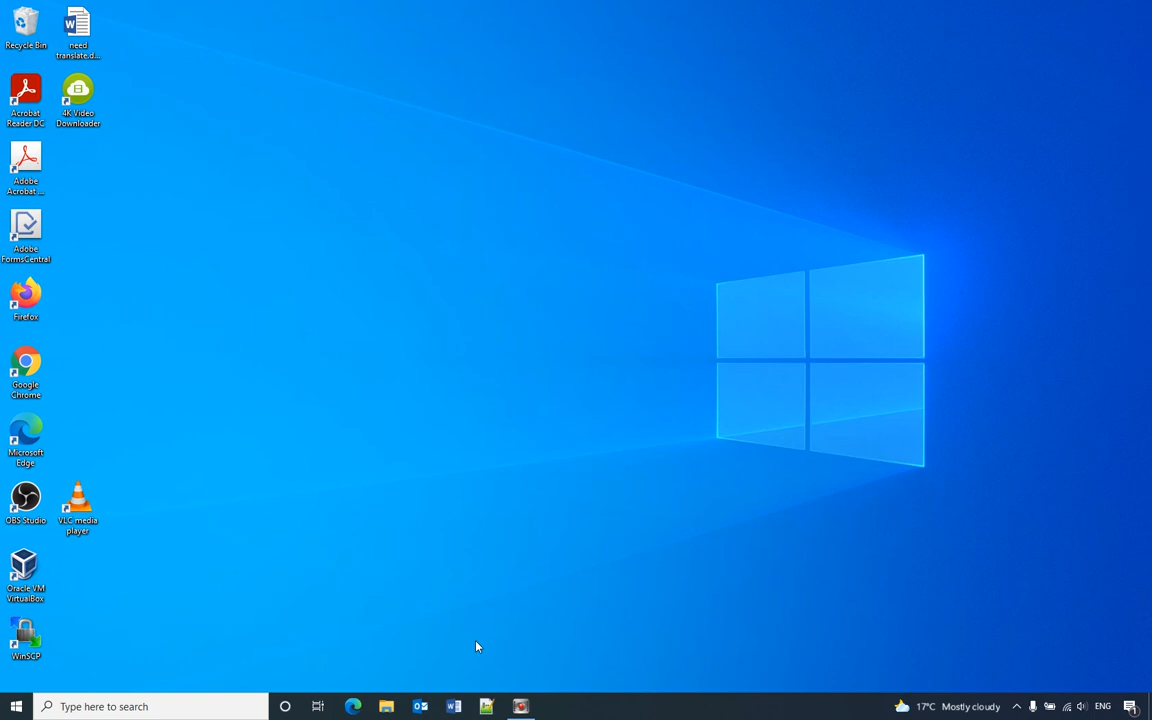 Recycle Bin
need
translate.d...
Acrobat
Reader DC
4K Video
Downloader
Adobe
Acrobat ...
Adobe
FormsCentral
Firefox
Google
Chrome
Microsoft
Edge
OBS Studio
VLC media
player
Oracle VM
VirtualBox
WinSCP
Type here to search
17°C Mostly cloudy
ENG
1